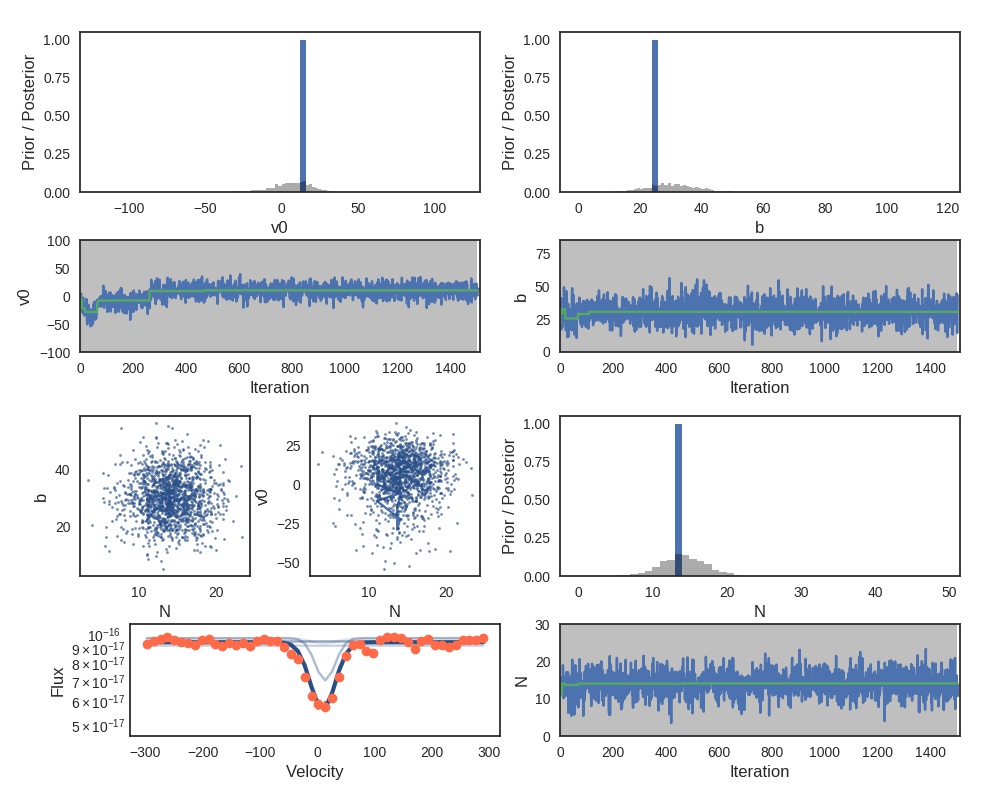 Prior / Posterior
1.00
0.75
0.50
0.25
0.00
−100 −50 0 50 100
v0
Prior / Posterior
1.00
0.75
0.50
0.25
0.00
0 20 40 60 80 100 120
b
v0
100
50
0
−50
−100
0 200 400 600 800 1000 1200 1400
Iteration
b
75
50
25
0
0 200 400 600 800 1000 1200 1400
Iteration
b
40
20
10 20
N
v0
25
0
−25
−50
10 20
N
Prior / Posterior
1.00
0.75
0.50
0.25
0.00
0 10 20 30 40 50
N
Flux
10⁻¹⁶
9×10⁻¹⁷
8×10⁻¹⁷
7×10⁻¹⁷
6×10⁻¹⁷
5×10⁻¹⁷
−300 −200 −100 0 100 200 300
Velocity
N
30
20
10
0
0 200 400 600 800 1000 1200 1400
Iteration